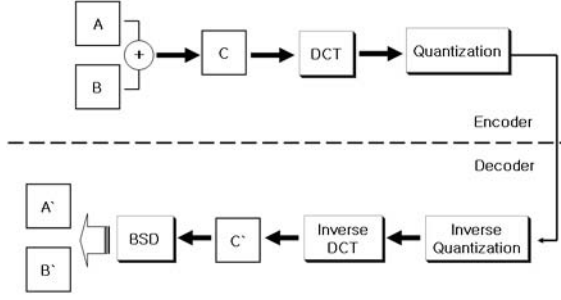 A
+
B
C
DCT
Quantization
Encoder
Decoder
A`
B`
BSD
C`
Inverse
DCT
Inverse
Quantization